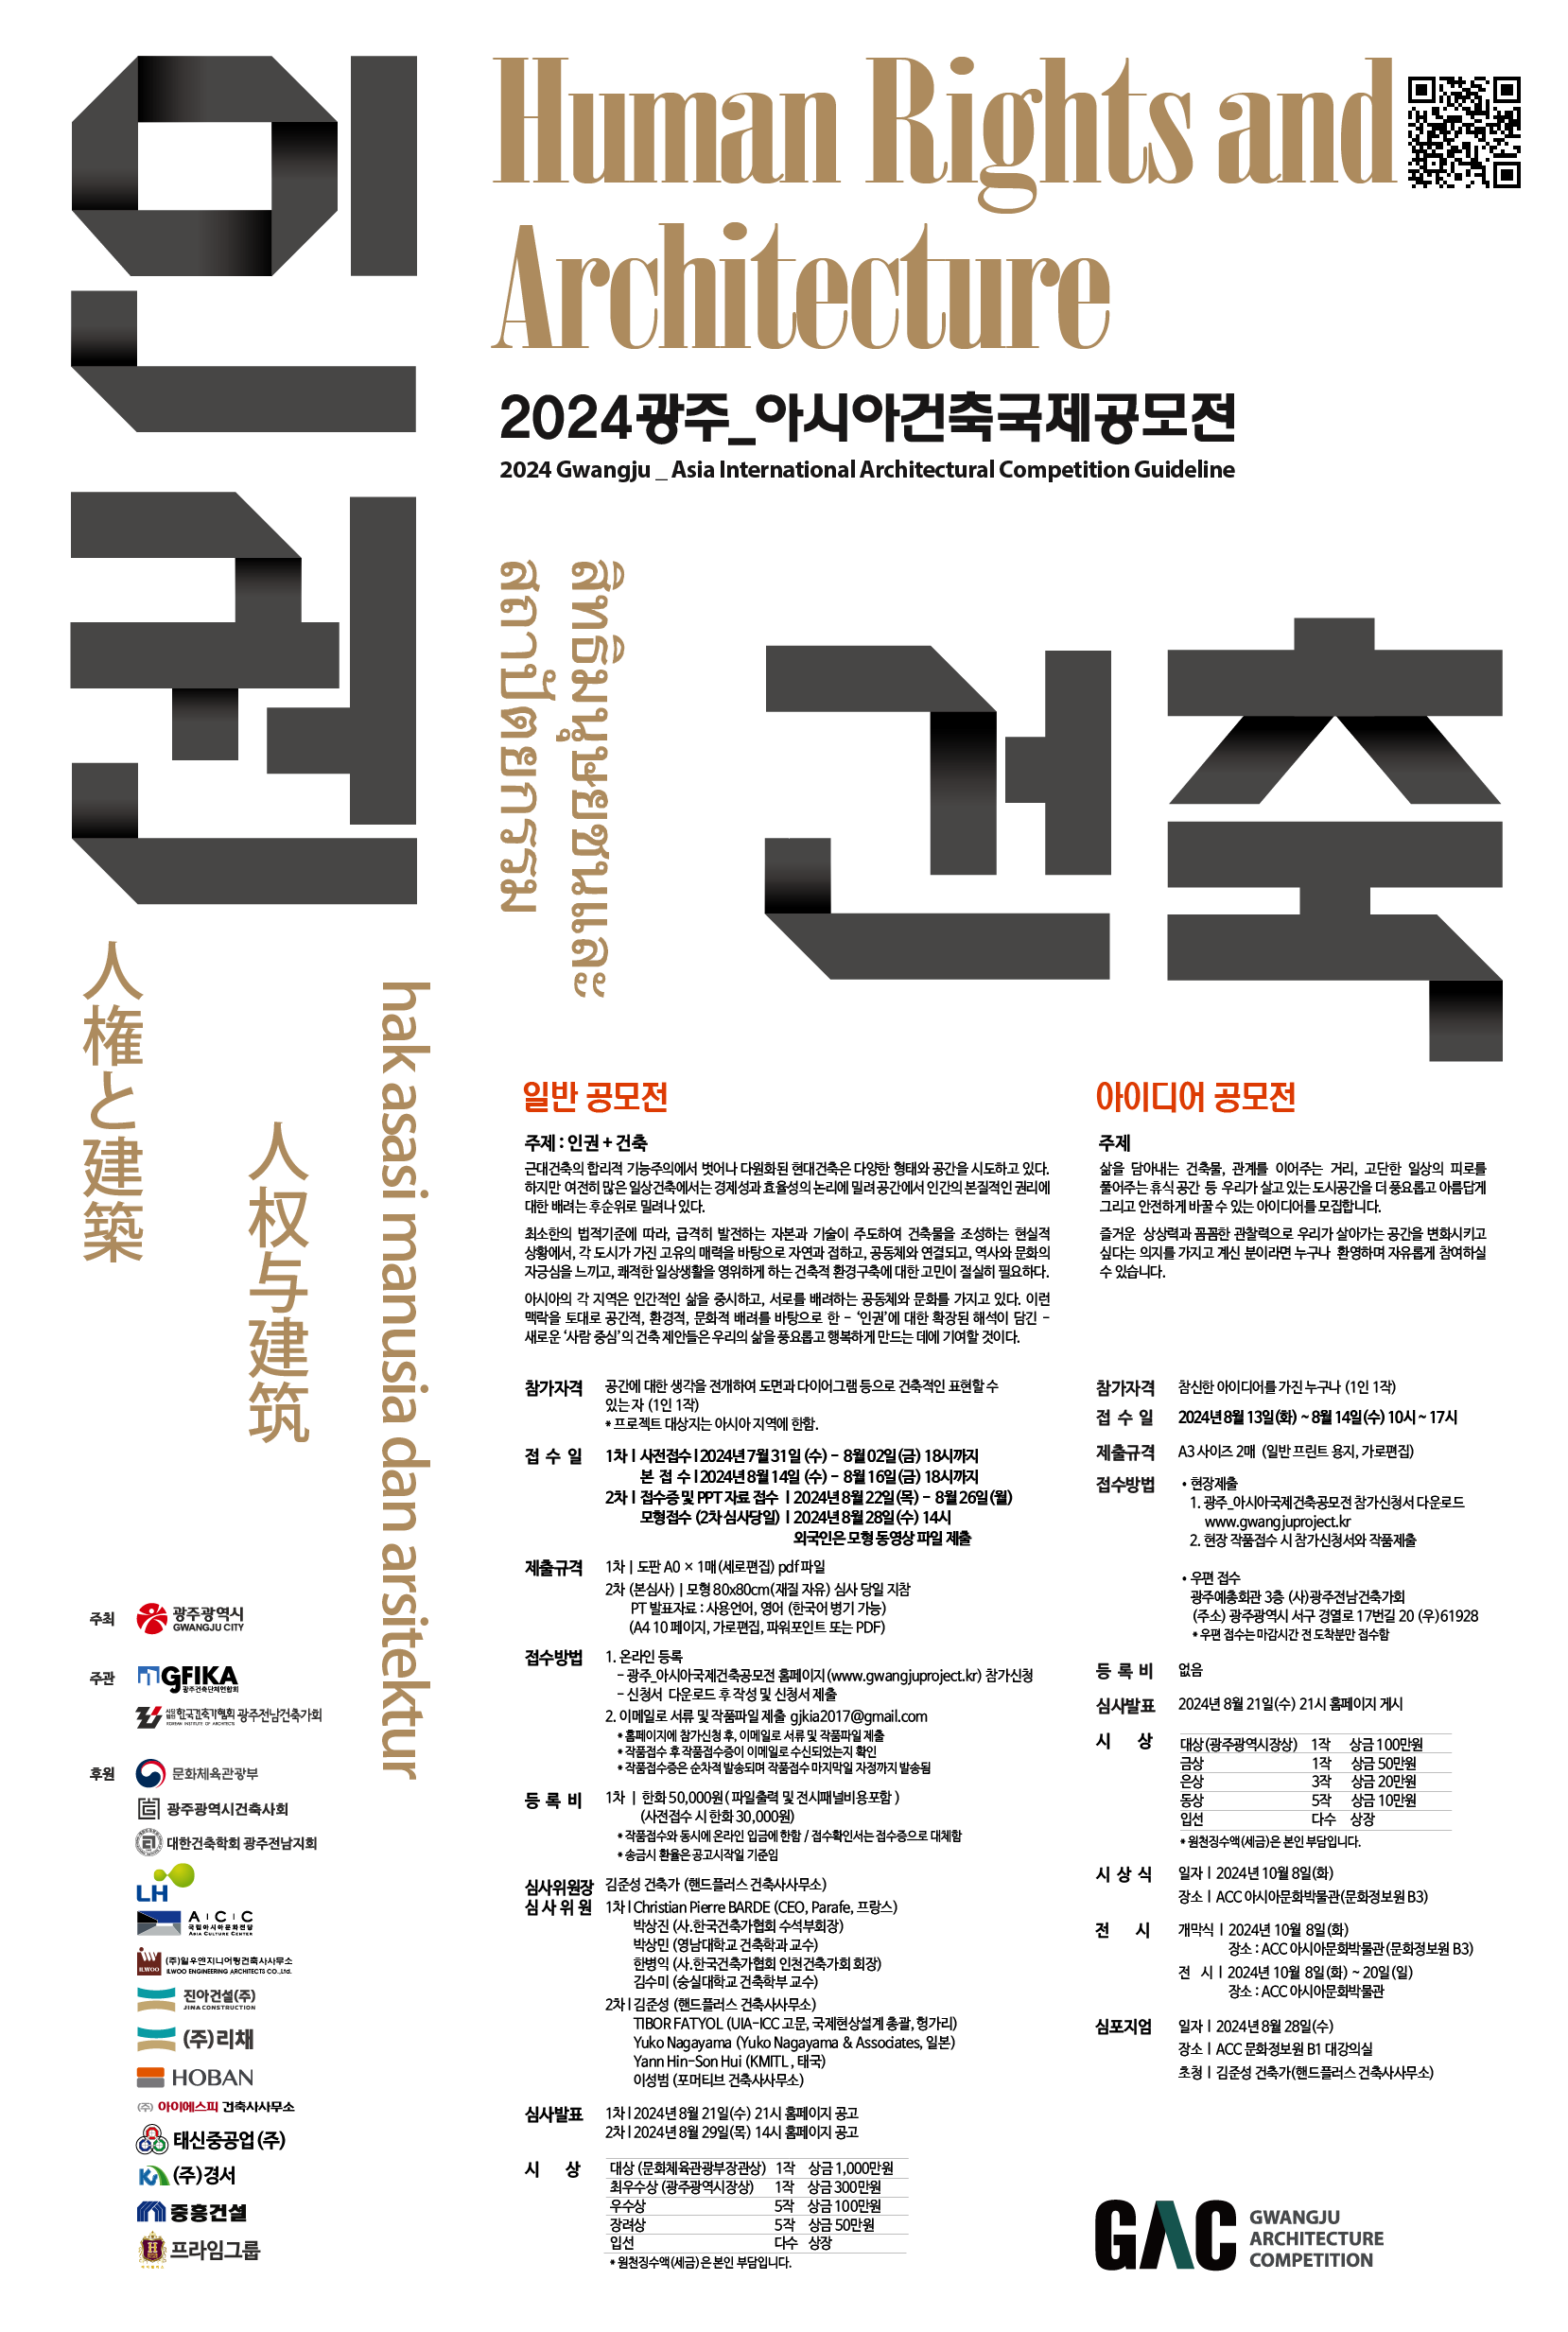 인권
Human Rights and
Architecture
2024광주_아시아건축국제공모전
2024 Gwangju _ Asia International Architectural Competition Guideline
สิทธิมนุษยชนและ
สถาปัตยกรรม
건축
人権と建築
人权与建筑
hak asasi manusia dan arsitektur
일반 공모전
주제 : 인권 + 건축
근대건축의 합리적 기능주의에서 벗어나 다원화된 현대건축은 다양한 형태와 공간을 시도하고 있다.
하지만 여전히 많은 일상건축에서는 경제성과 효율성의 논리에 밀려 공간에서 인간의 본질적인 권리에
대한 배려는 후순위로 밀려나 있다.
최소한의 법적기준에 따라, 급격히 발전하는 자본과 기술이 주도하여 건축물을 조성하는 현실적
상황에서, 각 도시가 가진 고유의 매력을 바탕으로 자연과 접하고, 공동체와 연결되고, 역사와 문화의
자긍심을 느끼고, 쾌적한 일상생활을 영위하게 하는 건축적 환경구축에 대한 고민이 절실히 필요하다.
아시아의 각 지역은 인간적인 삶을 중시하고, 서로를 배려하는 공동체와 문화를 가지고 있다. 이런
맥락을 토대로 공간적, 환경적, 문화적 배려를 바탕으로 한 – ‘인권’에 대한 확장된 해석이 담긴 –
새로운 ‘사람 중심’의 건축 제안들은 우리의 삶을 풍요롭고 행복하게 만드는 데에 기여할 것이다.
참가자격 공간에 대한 생각을 전개하여 도면과 다이어그램 등으로 건축적인 표현할 수
있는 자 (1인 1작)
* 프로젝트 대상지는 아시아 지역에 한함.
접 수 일 1차 | 사전접수 | 2024년 7월 31일 (수) – 8월 02일(금) 18시까지
본 접 수 | 2024년 8월 14일 (수) – 8월 16일(금) 18시까지
2차 | 접수증 및 PPT 자료 접수 | 2024년 8월 22일(목) – 8월 26일(월)
모형접수 (2차 심사당일) | 2024년 8월 28일(수) 14시
외국인은 모형 동영상 파일 제출
제출규격 1차 | 도판 A0 × 1매(세로편집) pdf 파일
2차 (본심사) | 모형 80x80cm(재질 자유) 심사 당일 지참
PT 발표자료 : 사용언어, 영어 (한국어 병기 가능)
(A4 10 페이지, 가로편집, 파워포인트 또는 PDF)
접수방법 1. 온라인 등록
– 광주_아시아국제건축공모전 홈페이지(www.gwangjuproject.kr) 참가신청
– 신청서 다운로드 후 작성 및 신청서 제출
2. 이메일로 서류 및 작품파일 제출 gjkia2017@gmail.com
* 홈페이지에 참가신청 후, 이메일로 서류 및 작품파일 제출
* 작품접수 후 작품접수증이 이메일로 수신되었는지 확인
* 작품접수증은 순차적 발송되며 작품접수 마지막일 자정까지 발송됨
등 록 비 1차 | 한화 50,000원( 파일출력 및 전시패널비용포함 )
(사전접수 시 한화 30,000원)
* 작품접수와 동시에 온라인 입금에 한함 / 접수확인서는 접수증으로 대체함
* 송금시 환율은 공고시작일 기준임
심사위원장 김준성 건축가 (핸드플러스 건축사사무소)
심 사 위 원 1차 | Christian Pierre BARDE (CEO, Parafe, 프랑스)
박상진 (사.한국건축가협회 수석부회장)
박상민 (영남대학교 건축학과 교수)
한병익 (사.한국건축가협회 인천건축가회 회장)
김수미 (숭실대학교 건축학부 교수)
2차 | 김준성 (핸드플러스 건축사사무소)
TIBOR FATYOL (UIA-ICC 고문, 국제현상설계 총괄, 헝가리)
Yuko Nagayama (Yuko Nagayama & Associates, 일본)
Yann Hin-Son Hui (KMITL , 태국)
이성범 (포머티브 건축사사무소)
심사발표 1차 | 2024년 8월 21일(수) 21시 홈페이지 공고
2차 | 2024년 8월 29일(목) 14시 홈페이지 공고
시 상 대상 (문화체육관광부장관상) 1작 상금 1,000만원
최우수상 (광주광역시장상) 1작 상금 300만원
우수상 5작 상금 100만원
장려상 5작 상금 50만원
입선 다수 상장
* 원천징수액(세금)은 본인 부담입니다.
아이디어 공모전
주제
삶을 담아내는 건축물, 관계를 이어주는 거리, 고단한 일상의 피로를
풀어주는 휴식 공간 등 우리가 살고 있는 도시공간을 더 풍요롭고 아름답게
그리고 안전하게 바꿀 수 있는 아이디어를 모집합니다.
즐거운 상상력과 꼼꼼한 관찰력으로 우리가 살아가는 공간을 변화시키고
싶다는 의지를 가지고 계신 분이라면 누구나 환영하며 자유롭게 참여하실
수 있습니다.
참가자격 참신한 아이디어를 가진 누구나 (1인 1작)
접 수 일 2024년 8월 13일(화) ~ 8월 14일(수) 10시 ~ 17시
제출규격 A3 사이즈 2매 (일반 프린트 용지, 가로편집)
접수방법 • 현장제출
1. 광주_아시아국제건축공모전 참가신청서 다운로드
www.gwangjuproject.kr
2. 현장 작품접수 시 참가신청서와 작품제출
• 우편 접수
광주예총회관 3층 (사)광주전남건축가회
(주소) 광주광역시 서구 경열로 17번길 20 (우)61928
* 우편 접수는 마감시간 전 도착분만 접수함
등 록 비 없음
심사발표 2024년 8월 21일(수) 21시 홈페이지 게시
시 상 대상(광주광역시장상) 1작 상금 100만원
금상 1작 상금 50만원
은상 3작 상금 20만원
동상 5작 상금 10만원
입선 다수 상장
* 원천징수액(세금)은 본인 부담입니다.
시 상 식 일자 | 2024년 10월 8일(화)
장소 | ACC 아시아문화박물관(문화정보원 B3)
전 시 개막식 | 2024년 10월 8일(화)
장소 : ACC 아시아문화박물관(문화정보원 B3)
전 시 | 2024년 10월 8일(화) ~ 20일(일)
장소 : ACC 아시아문화박물관
심포지엄 일자 | 2024년 8월 28일(수)
장소 | ACC 문화정보원 B1 대강의실
초청 | 김준성 건축가(핸드플러스 건축사사무소)
주최 광주광역시
GWANGJU CITY
주관 GFIKA
광주건축단체연합회
한국건축가협회 광주전남건축가회
KOREAN INSTITUTE OF ARCHITECTS
후원 문화체육관광부
광주광역시건축사회
대한건축학회 광주전남지회
LH
A C C
국립아시아문화전당
ASIA CULTURE CENTER
ILWOO
(주)일우엔지니어링건축사사무소
ILWOO ENGINEERING ARCHITECTS CO.,Ltd.
진아건설(주)
JINA CONSTRUCTION
(주)리채
HOBAN
(주) 아이에스피 건축사사무소
태신중공업(주)
(주)경서
중흥건설
프라임그룹
GAC
GWANGJU
ARCHITECTURE
COMPETITION